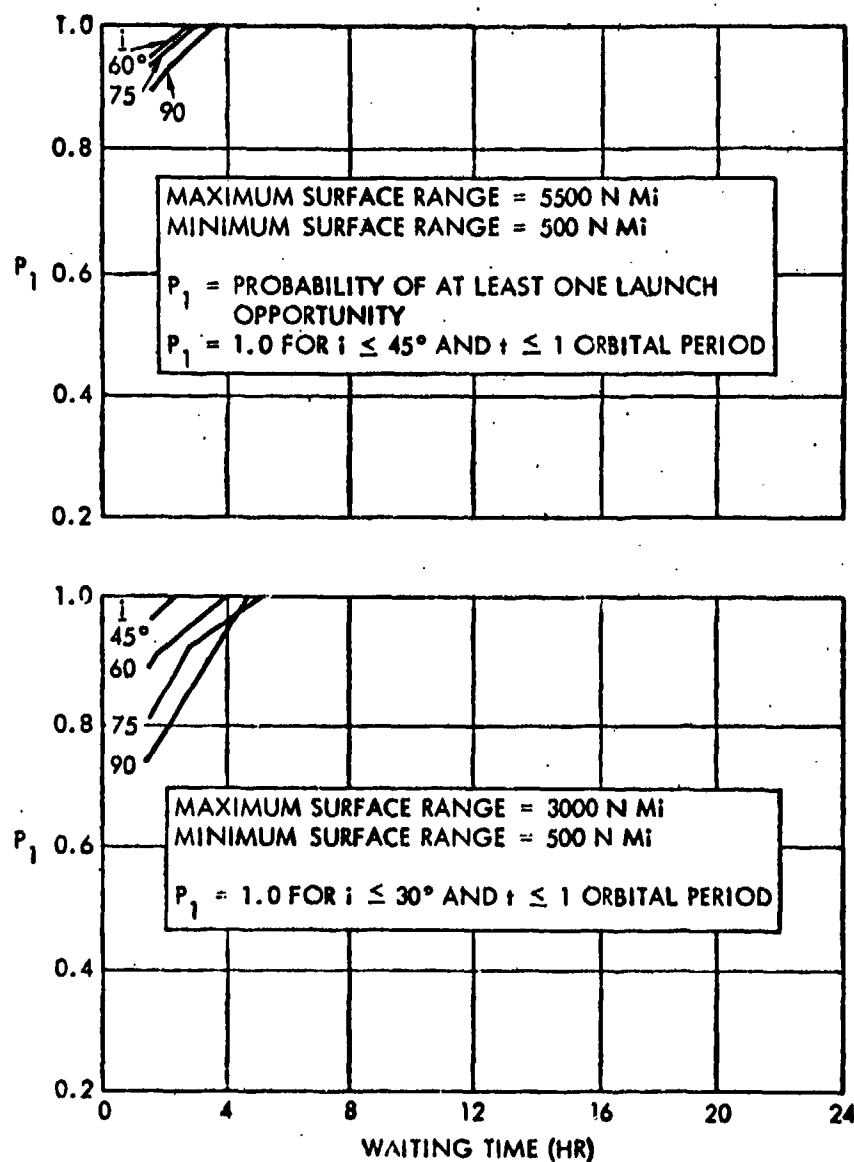 1.0
i
60°
75
90
0.8
MAXIMUM SURFACE RANGE = 5500 N Mi
MINIMUM SURFACE RANGE = 500 N Mi
P1 = PROBABILITY OF AT LEAST ONE LAUNCH
OPPORTUNITY
P1 = 1.0 FOR i ≤ 45° AND t ≤ 1 ORBITAL PERIOD
P1
0.6
0.4
0.2
1.0
i
45°
60
75
0.8
90
MAXIMUM SURFACE RANGE = 3000 N Mi
MINIMUM SURFACE RANGE = 500 N Mi
P1 = 1.0 FOR i ≤ 30° AND t ≤ 1 ORBITAL PERIOD
P1
0.6
0.4
0.2
0 4 8 12 16 20 24
WAITING TIME (HR)